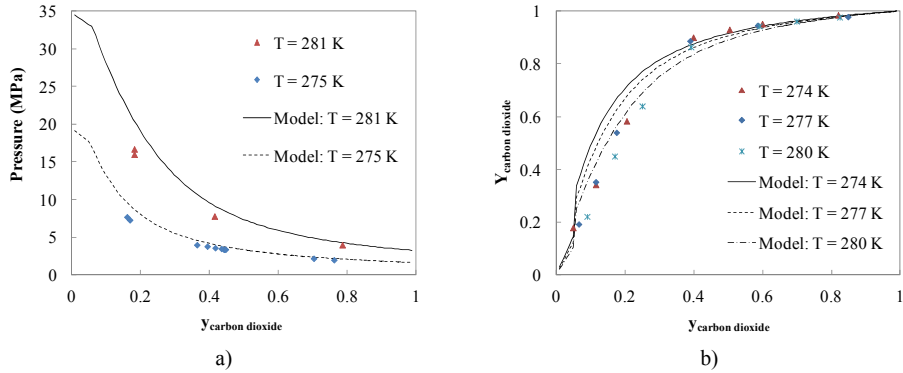 a)
35
30
25
20
15
10
5
0
Pressure (MPa)
T = 281 K
T = 275 K
Model: T = 281 K
Model: T = 275 K
0 0.2 0.4 0.6 0.8 1
y carbon dioxide
a)
b)
1
0.8
0.6
0.4
0.2
0
Y carbon dioxide
T = 274 K
T = 277 K
T = 280 K
Model: T = 274 K
Model: T = 277 K
Model: T = 280 K
0 0.2 0.4 0.6 0.8 1
y carbon dioxide
b)